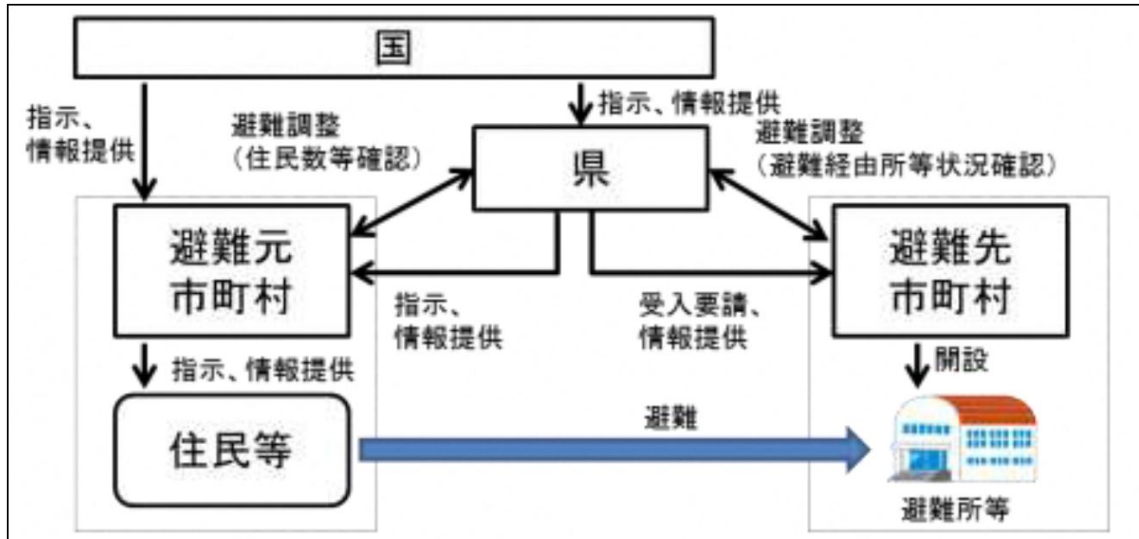 国
指示、
情報提供
指示、情報提供
避難調整
（住民数等確認）
県
避難調整
（避難経由所等状況確認）
避難元
市町村
避難先
市町村
指示、
情報提供
受入要請、
情報提供
指示、情報提供
開設
住民等
避難
避難所等